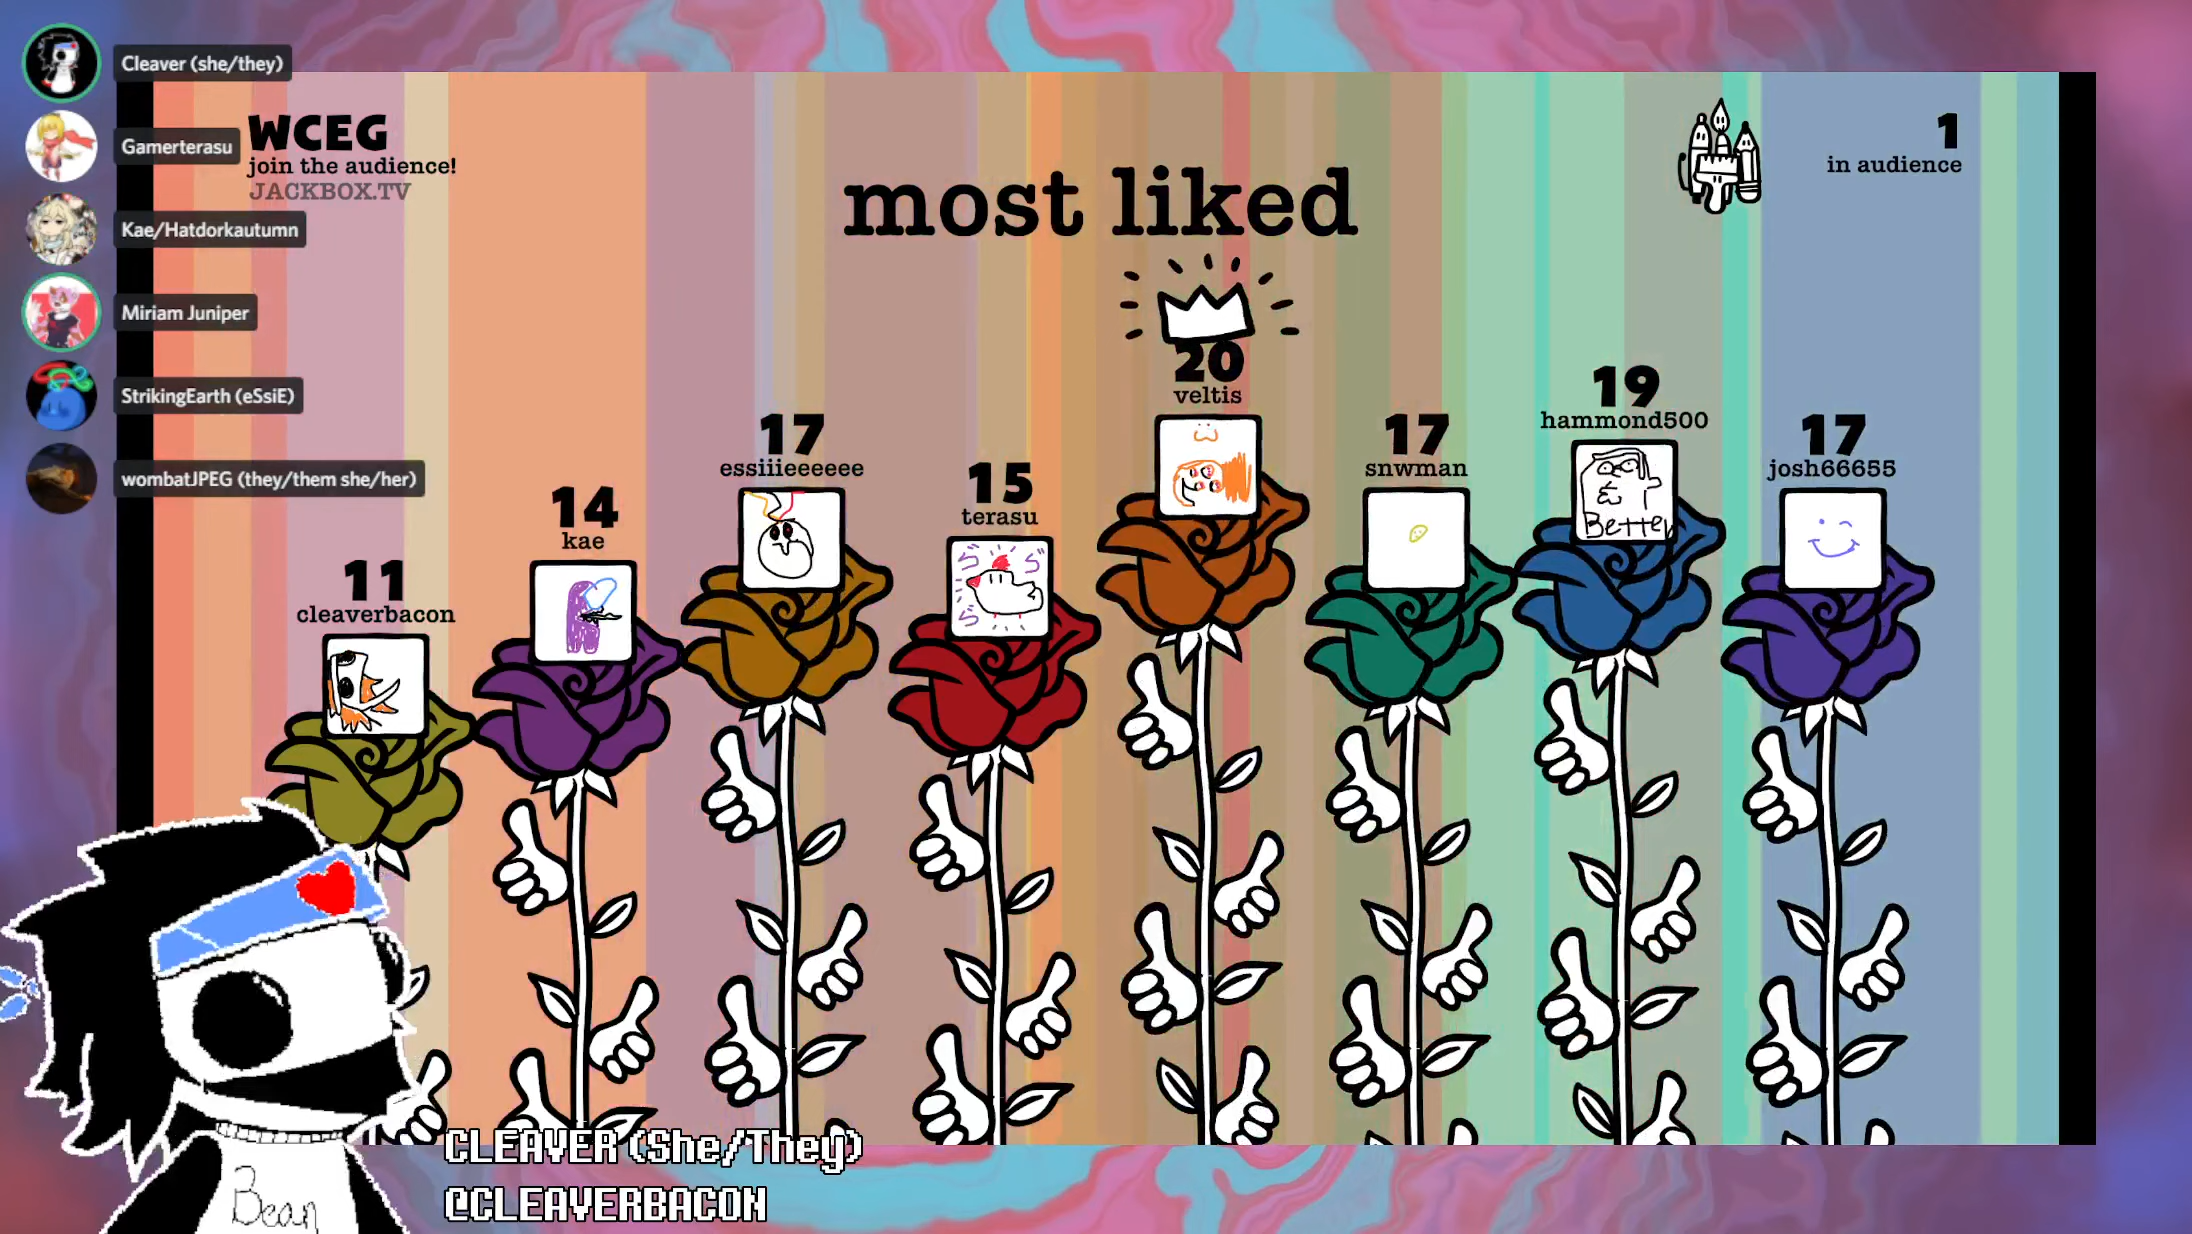 Cleaver (she/they)
Gamerterasu
Kae/Hatdorkautumn
Miriam Juniper
StrikingEarth (eSsiE)
wombatJPEG (they/them she/her)
WCEG
join the audience!
JACKBOX.TV
most liked
1
in audience
11
cleaverbacon
14
kae
17
essiiieeeeee
15
terasu
20
veltis
17
snwman
19
hammond500
Better
17
josh66655
Bean
CLEAVER (She/They)
@CLEAVERBACON